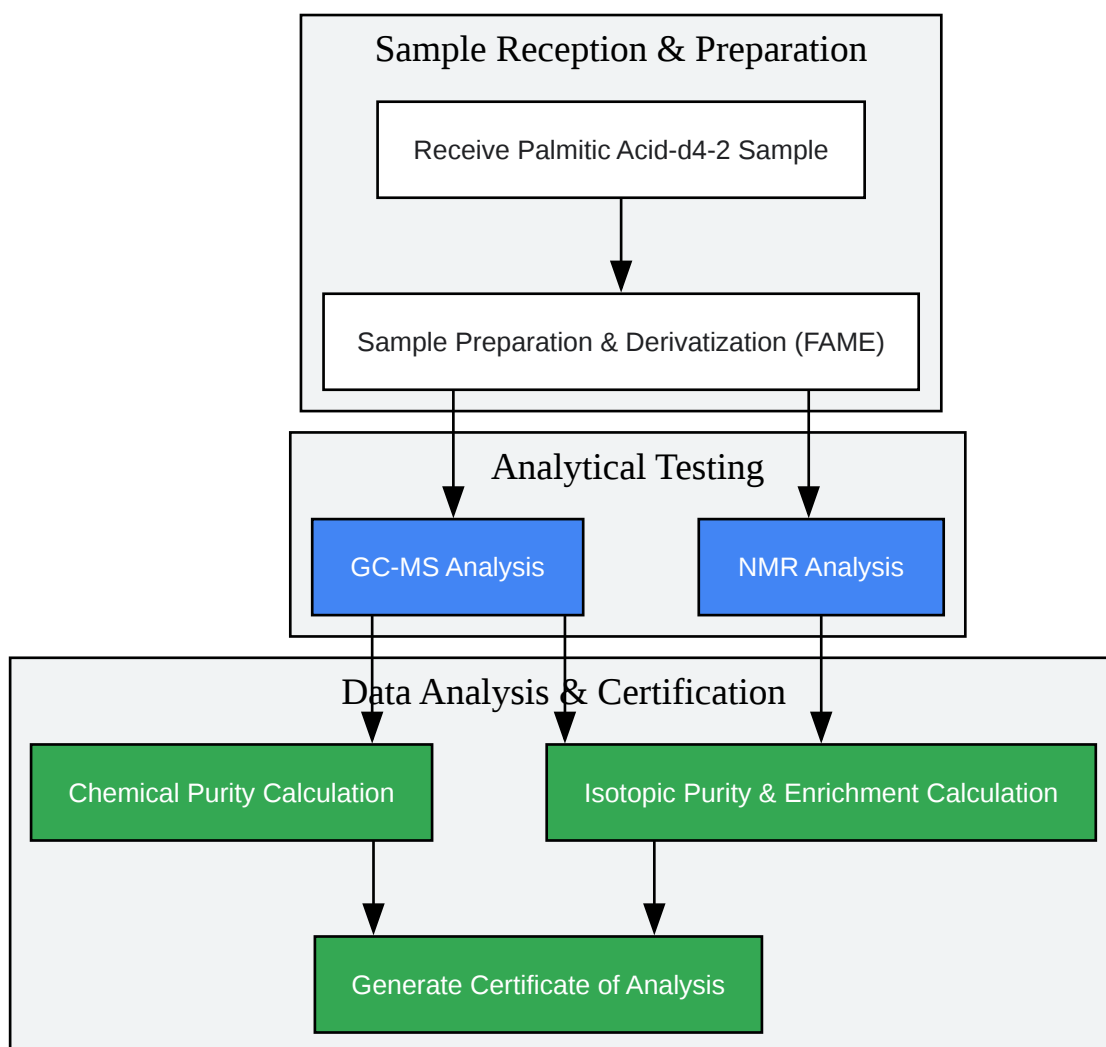 Sample Reception & Preparation
Receive Palmitic Acid-d4-2 Sample
Sample Preparation & Derivatization (FAME)
Analytical Testing
GC-MS Analysis
NMR Analysis
Data Analysis & Certification
Chemical Purity Calculation
Isotopic Purity & Enrichment Calculation
Generate Certificate of Analysis